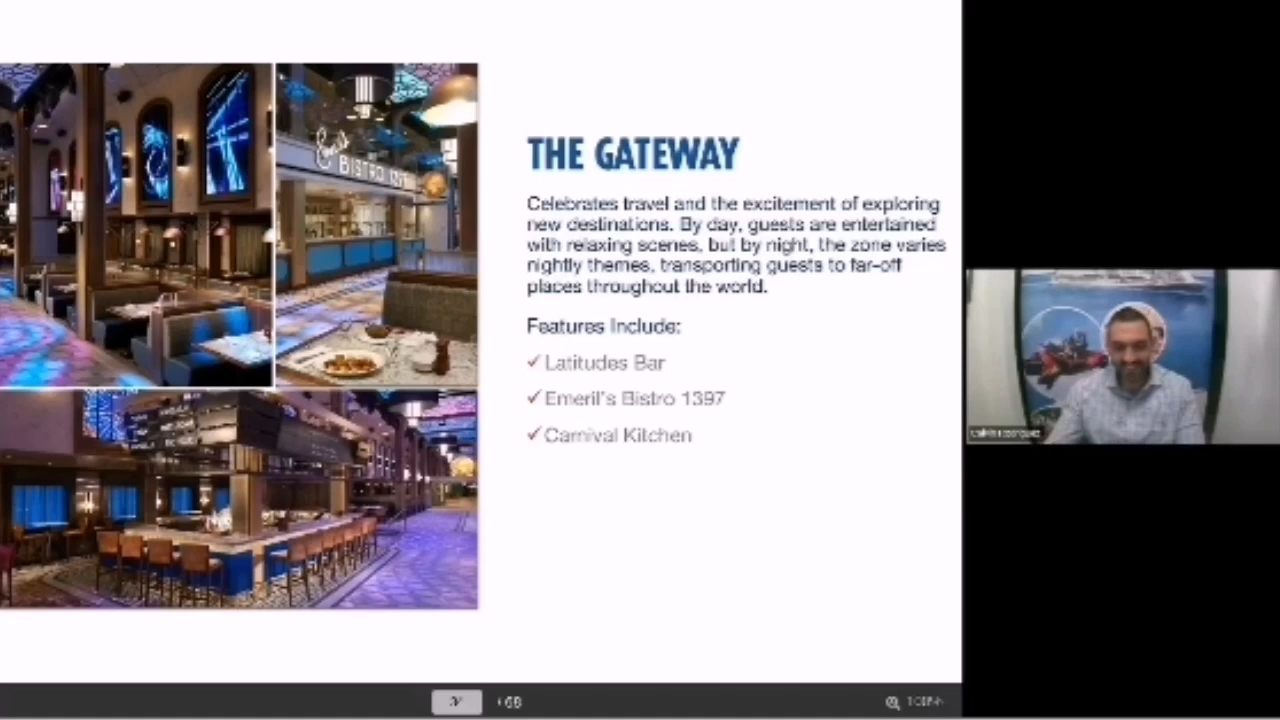 THE GATEWAY
Celebrates travel and the excitement of exploring
new destinations. By day, guests are entertained
with relaxing scenes, but by night, the zone varies
nightly themes, transporting guests to far-off
places throughout the world.
Features Include:
✓ Latitudes Bar
✓ Emeril's Bistro 1397
✓ Carnival Kitchen
BISTRO 1397
/ 68